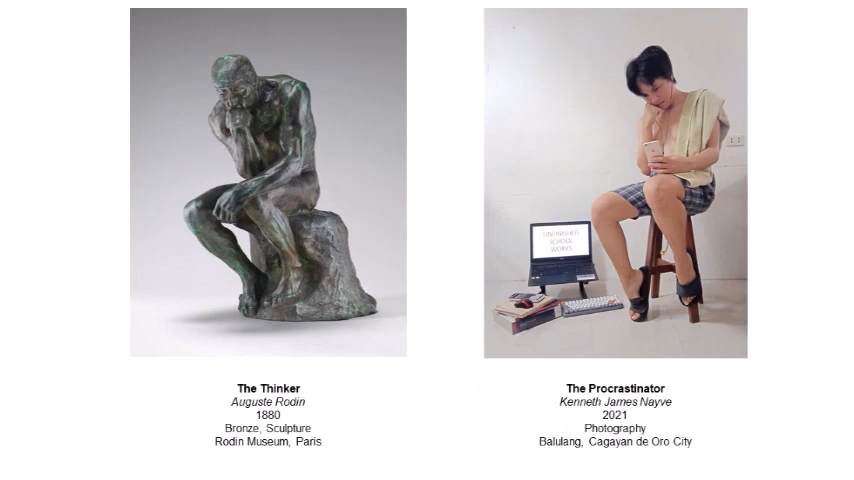 UNFINISHED
SCHOOL
WORKS
The Thinker
Auguste Rodin
1880
Bronze, Sculpture
Rodin Museum, Paris
The Procrastinator
Kenneth James Nayve
2021
Photography
Balulang, Cagayan de Oro City